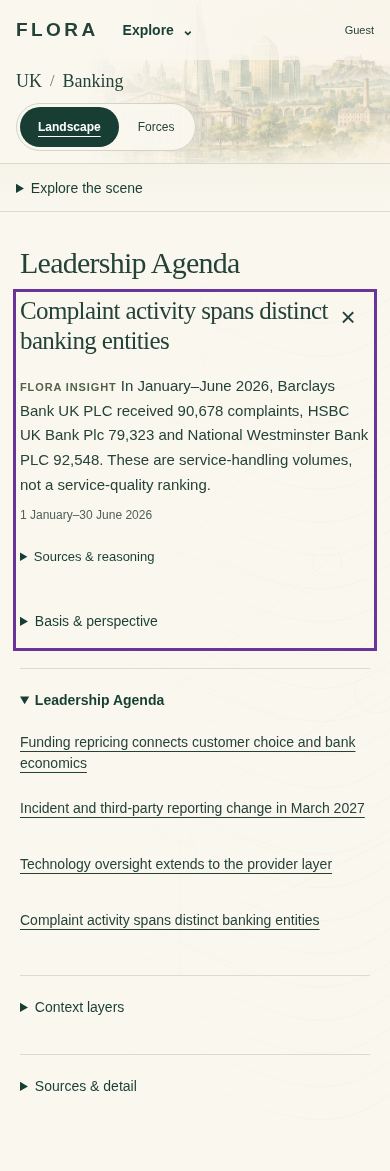 FLORA Explore Guest
UK / Banking
Landscape Forces
Explore the scene
Leadership Agenda
Complaint activity spans distinct
banking entities
FLORA INSIGHT In January–June 2026, Barclays
Bank UK PLC received 90,678 complaints, HSBC
UK Bank Plc 79,323 and National Westminster Bank
PLC 92,548. These are service-handling volumes,
not a service-quality ranking.
1 January–30 June 2026
Sources & reasoning
Basis & perspective
Leadership Agenda
Funding repricing connects customer choice and bank
economics
Incident and third-party reporting change in March 2027
Technology oversight extends to the provider layer
Complaint activity spans distinct banking entities
Context layers
Sources & detail